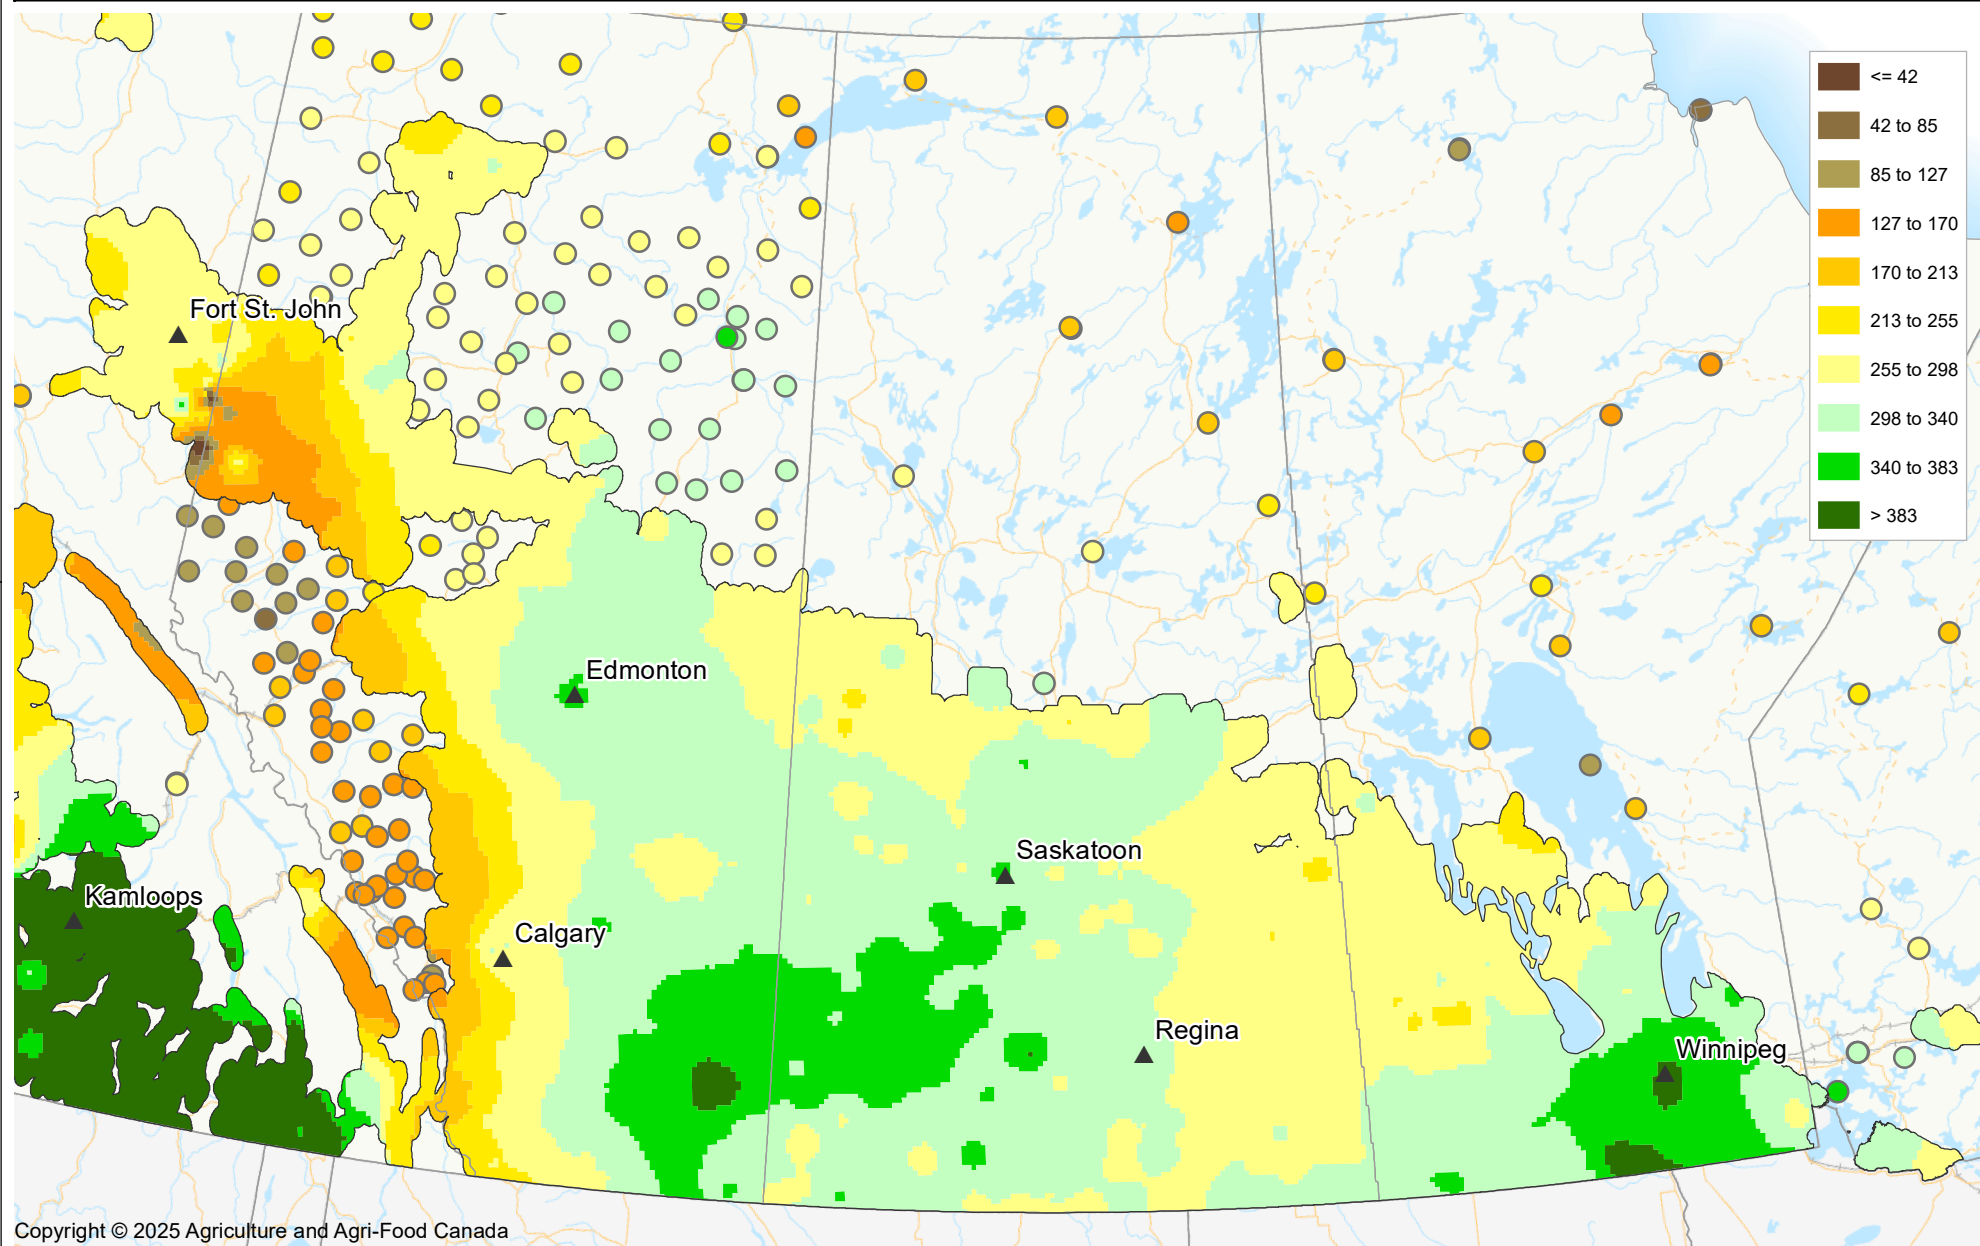 <= 42
42 to 85
85 to 127
127 to 170
170 to 213
213 to 255
255 to 298
298 to 340
340 to 383
> 383
Fort St. John
Edmonton
Saskatoon
Kamloops
Calgary
Regina
Winnipeg
Copyright © 2025 Agriculture and Agri-Food Canada